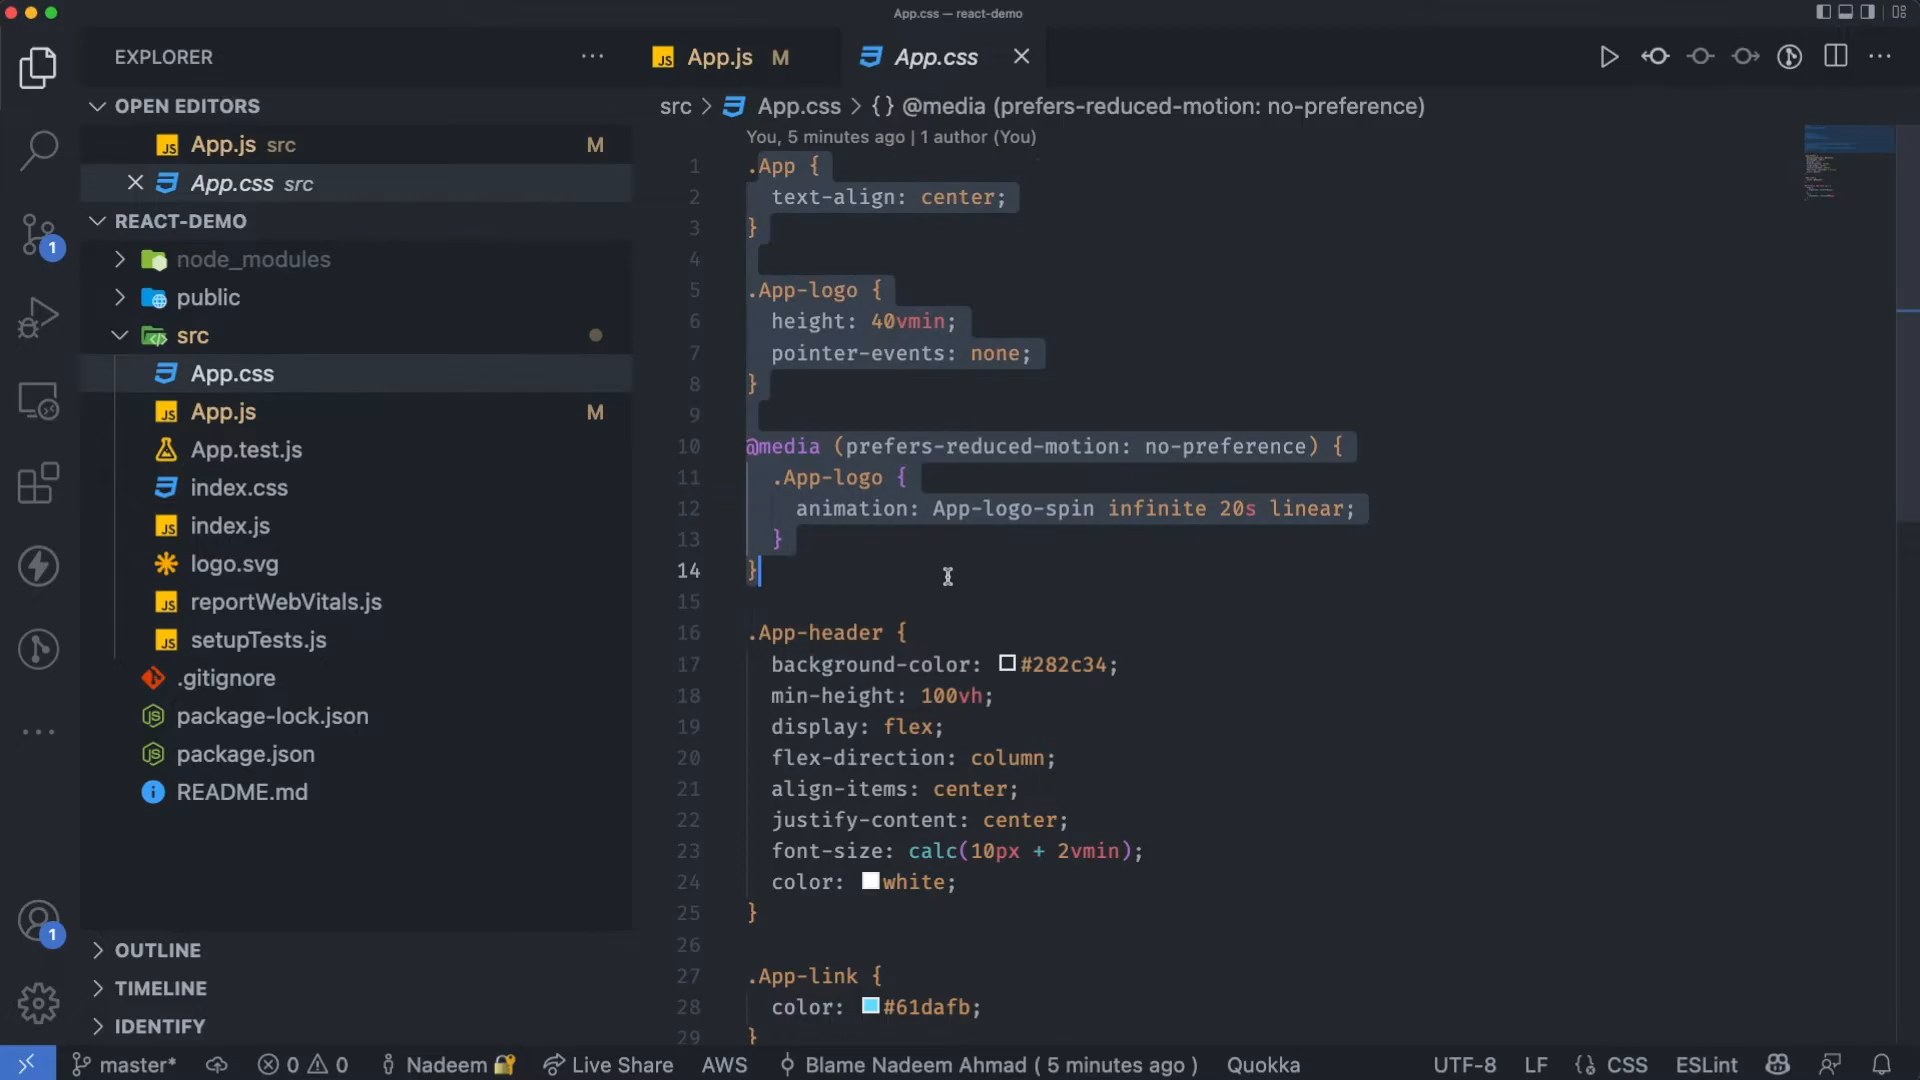 App.css — react-demo
EXPLORER
OPEN EDITORS
App.js src M
App.css src
REACT-DEMO
node_modules
public
src
App.css
App.js M
App.test.js
index.css
index.js
logo.svg
reportWebVitals.js
setupTests.js
.gitignore
package-lock.json
package.json
README.md
OUTLINE
TIMELINE
IDENTIFY
1
1
App.js M
App.css
src > App.css > {} @media (prefers-reduced-motion: no-preference)
You, 5 minutes ago | 1 author (You)
1 .App {
2 text-align: center;
3 }
4
5 .App-logo {
6 height: 40vmin;
7 pointer-events: none;
8 }
9
10 @media (prefers-reduced-motion: no-preference) {
11 .App-logo {
12 animation: App-logo-spin infinite 20s linear;
13 }
14 }
15
16 .App-header {
17 background-color: #282c34;
18 min-height: 100vh;
19 display: flex;
20 flex-direction: column;
21 align-items: center;
22 justify-content: center;
23 font-size: calc(10px + 2vmin);
24 color: white;
25 }
26
27 .App-link {
28 color: #61dafb;
29 }
master* 0 0 Nadeem Live Share AWS Blame Nadeem Ahmad ( 5 minutes ago ) Quokka UTF-8 LF {} CSS ESLint